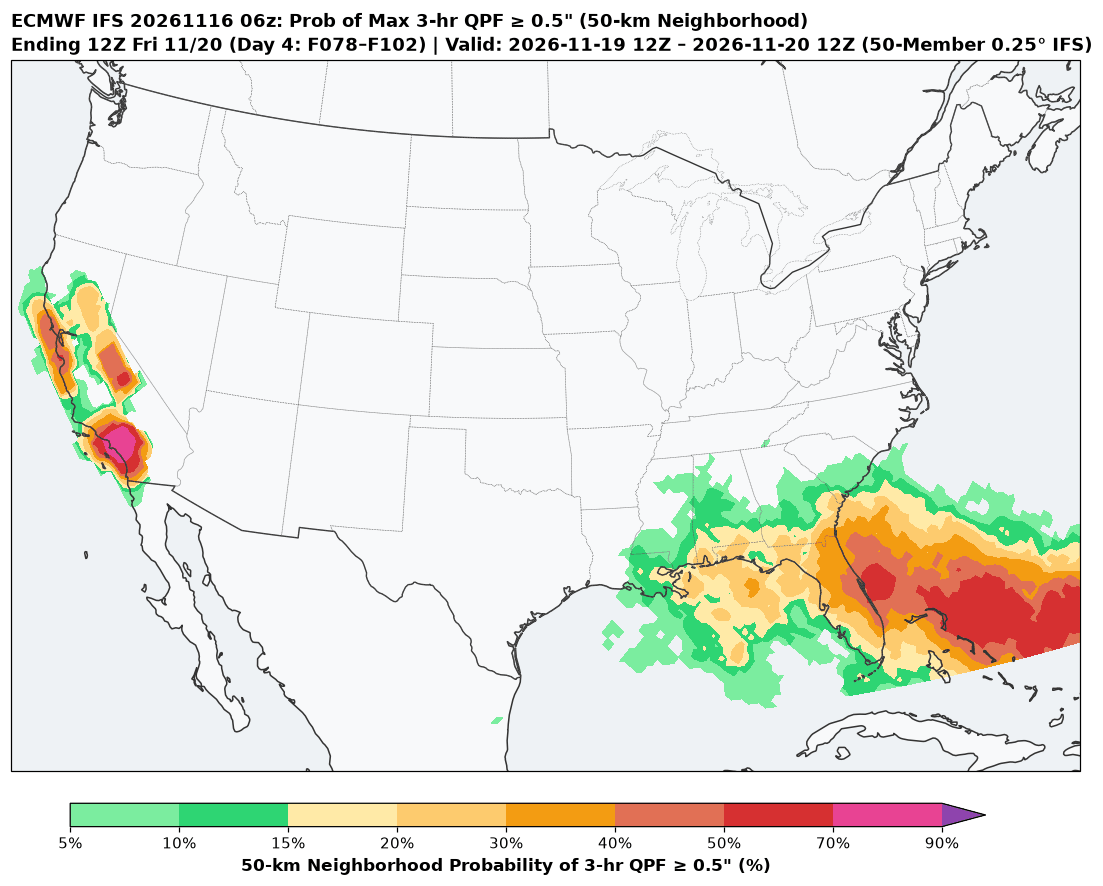 ECMWF IFS 20261116 06z: Prob of Max 3-hr QPF ≥ 0.5" (50-km Neighborhood)
Ending 12Z Fri 11/20 (Day 4: F078–F102) | Valid: 2026-11-19 12Z – 2026-11-20 12Z (50-Member 0.25° IFS)
5% 10% 15% 20% 30% 40% 50% 70% 90%
50-km Neighborhood Probability of 3-hr QPF ≥ 0.5" (%)